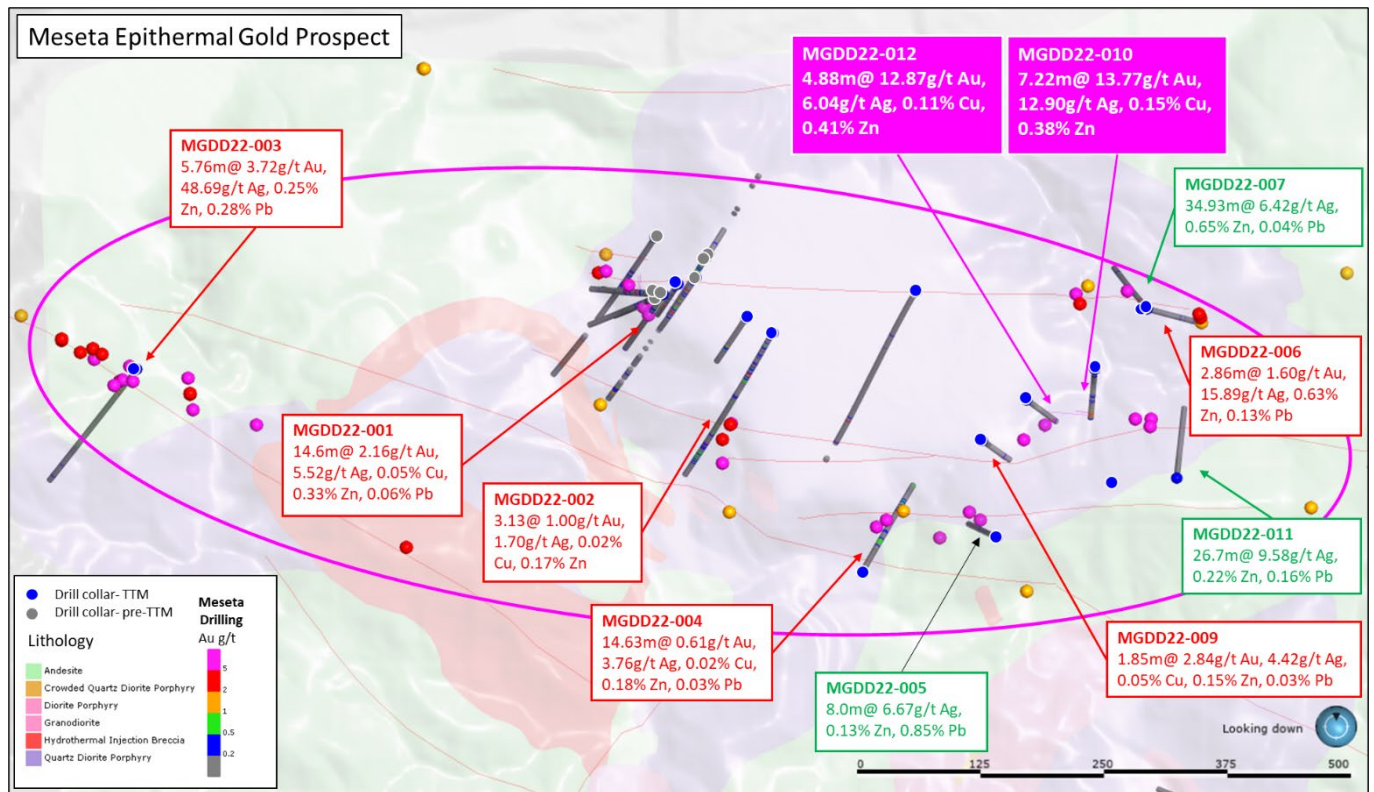 Meseta Epithermal Gold Prospect
MGDD22-012
4.88m@ 12.87g/t Au,
6.04g/t Ag, 0.11% Cu,
0.41% Zn
MGDD22-010
7.22m@ 13.77g/t Au,
12.90g/t Ag, 0.15% Cu,
0.38% Zn
MGDD22-003
5.76m@ 3.72g/t Au,
48.69g/t Ag, 0.25%
Zn, 0.28% Pb
MGDD22-007
34.93m@ 6.42g/t Ag,
0.65% Zn, 0.04% Pb
MGDD22-006
2.86m@ 1.60g/t Au,
15.89g/t Ag, 0.63%
Zn, 0.13% Pb
MGDD22-001
14.6m@ 2.16g/t Au,
5.52g/t Ag, 0.05% Cu,
0.33% Zn, 0.06% Pb
MGDD22-002
3.13@ 1.00g/t Au,
1.70g/t Ag, 0.02%
Cu, 0.17% Zn
MGDD22-011
26.7m@ 9.58g/t Ag,
0.22% Zn, 0.16% Pb
MGDD22-004
14.63m@ 0.61g/t Au,
3.76g/t Ag, 0.02% Cu,
0.18% Zn, 0.03% Pb
MGDD22-009
1.85m@ 2.84g/t Au, 4.42g/t Ag,
0.05% Cu, 0.15% Zn, 0.03% Pb
MGDD22-005
8.0m@ 6.67g/t Ag,
0.13% Zn, 0.85% Pb
Drill collar- TTM
Drill collar- pre-TTM
Lithology
Andesite
Crowded Quartz Diorite Porphyry
Diorite Porphyry
Granodiorite
Hydrothermal Injection Breccia
Quartz Diorite Porphyry
Meseta
Drilling
Au g/t
5
2
1
0.5
0.2
Looking down
0 125 250 375 500